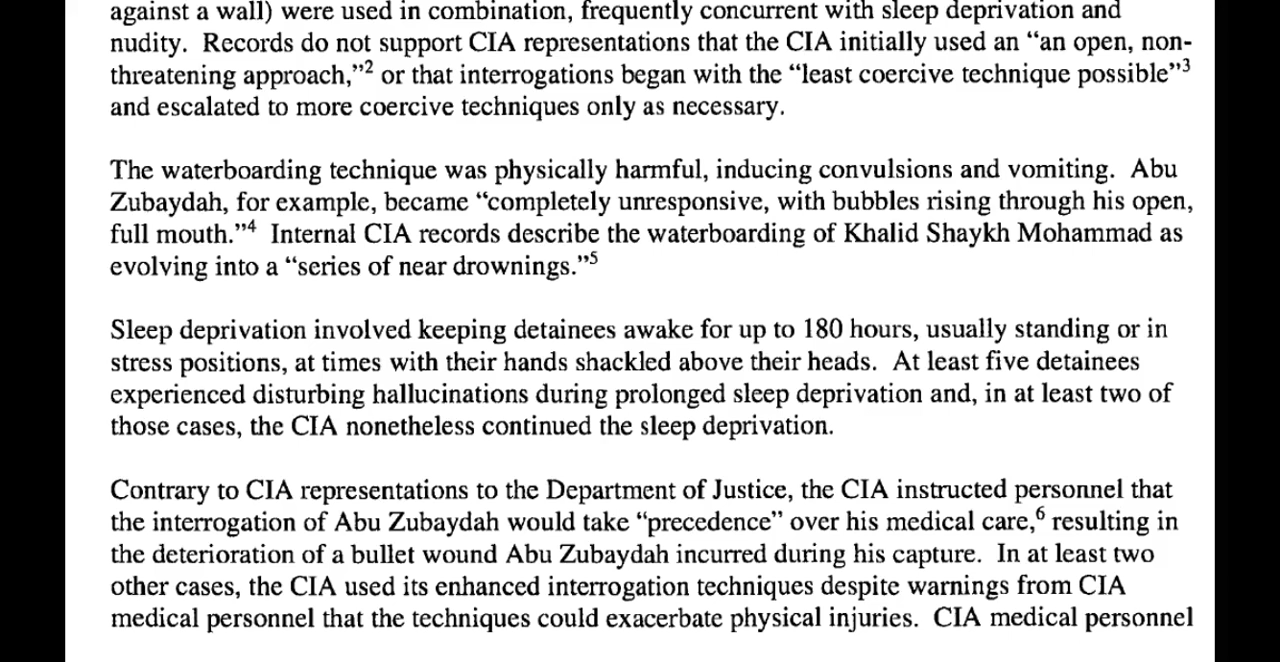 against a wall) were used in combination, frequently concurrent with sleep deprivation and
nudity. Records do not support CIA representations that the CIA initially used an “an open, non-
threatening approach,”2 or that interrogations began with the “least coercive technique possible”3
and escalated to more coercive techniques only as necessary.
The waterboarding technique was physically harmful, inducing convulsions and vomiting. Abu
Zubaydah, for example, became “completely unresponsive, with bubbles rising through his open,
full mouth.”4 Internal CIA records describe the waterboarding of Khalid Shaykh Mohammad as
evolving into a “series of near drownings.”5
Sleep deprivation involved keeping detainees awake for up to 180 hours, usually standing or in
stress positions, at times with their hands shackled above their heads. At least five detainees
experienced disturbing hallucinations during prolonged sleep deprivation and, in at least two of
those cases, the CIA nonetheless continued the sleep deprivation.
Contrary to CIA representations to the Department of Justice, the CIA instructed personnel that
the interrogation of Abu Zubaydah would take “precedence” over his medical care,6 resulting in
the deterioration of a bullet wound Abu Zubaydah incurred during his capture. In at least two
other cases, the CIA used its enhanced interrogation techniques despite warnings from CIA
medical personnel that the techniques could exacerbate physical injuries. CIA medical personnel